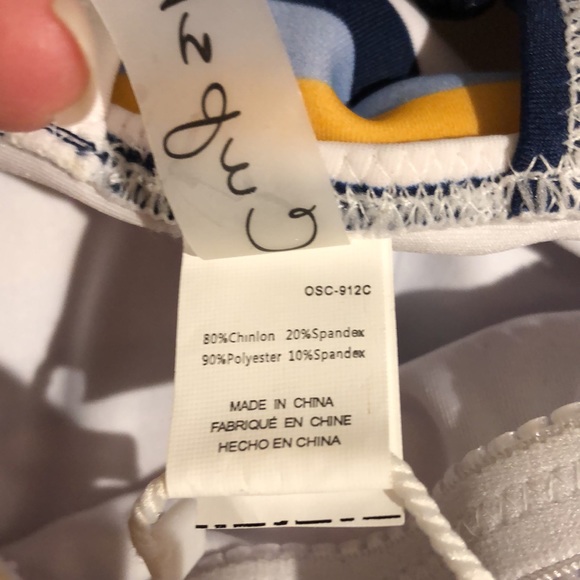 OSC-912C
80%Chinlon 20%Spandex
90%Polyester 10%Spandex
MADE IN CHINA
FABRIQUÉ EN CHINE
HECHO EN CHINA